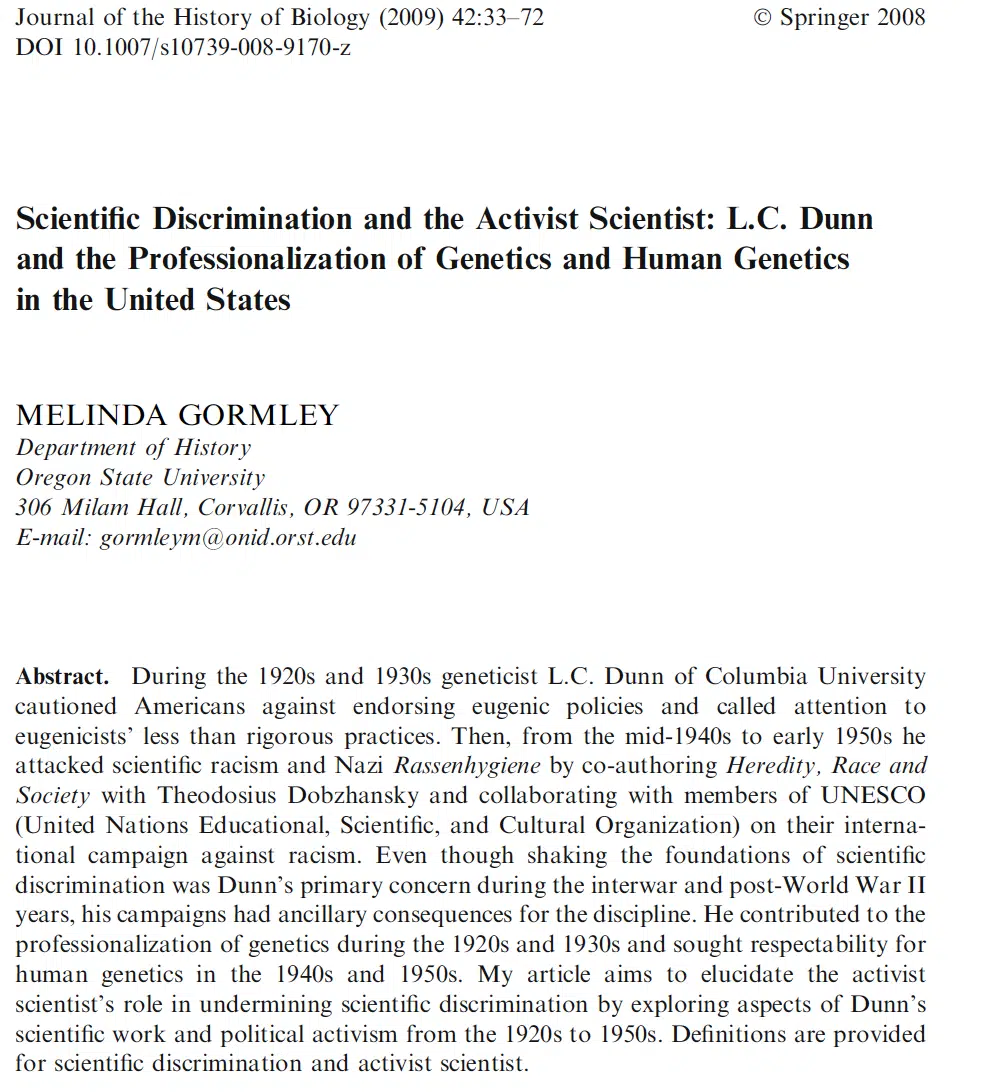 Journal of the History of Biology (2009) 42:33–72 © Springer 2008
DOI 10.1007/s10739-008-9170-z
Scientific Discrimination and the Activist Scientist: L.C. Dunn
and the Professionalization of Genetics and Human Genetics
in the United States
MELINDA GORMLEY
Department of History
Oregon State University
306 Milam Hall, Corvallis, OR 97331-5104, USA
E-mail: gormleym@onid.orst.edu
Abstract. During the 1920s and 1930s geneticist L.C. Dunn of Columbia University
cautioned Americans against endorsing eugenic policies and called attention to
eugenicists’ less than rigorous practices. Then, from the mid-1940s to early 1950s he
attacked scientific racism and Nazi Rassenhygiene by co-authoring Heredity, Race and
Society with Theodosius Dobzhansky and collaborating with members of UNESCO
(United Nations Educational, Scientific, and Cultural Organization) on their interna-
tional campaign against racism. Even though shaking the foundations of scientific
discrimination was Dunn’s primary concern during the interwar and post-World War II
years, his campaigns had ancillary consequences for the discipline. He contributed to the
professionalization of genetics during the 1920s and 1930s and sought respectability for
human genetics in the 1940s and 1950s. My article aims to elucidate the activist
scientist’s role in undermining scientific discrimination by exploring aspects of Dunn’s
scientific work and political activism from the 1920s to 1950s. Definitions are provided
for scientific discrimination and activist scientist.